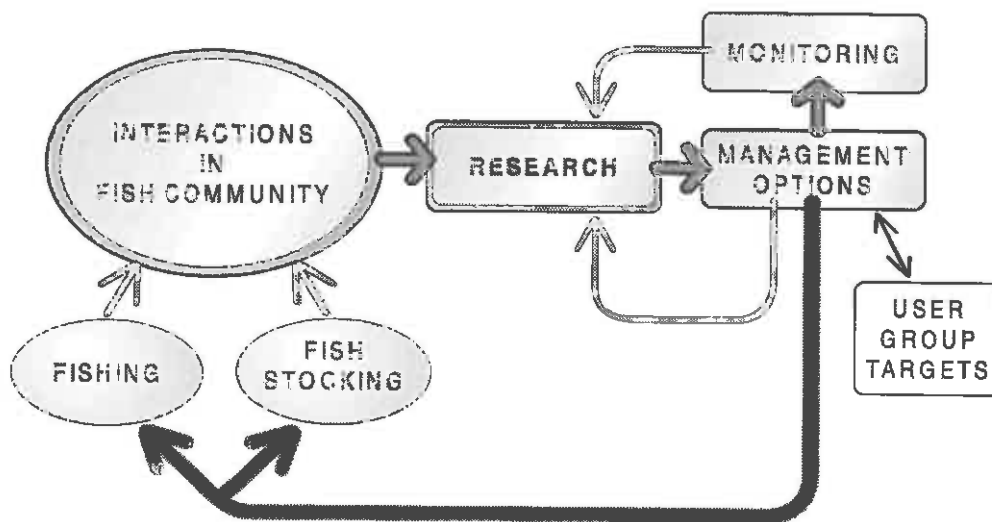 INTERACTIONS
IN
FISH COMMUNITY
RESEARCH
MONITORING
MANAGEMENT
OPTIONS
USER
GROUP
TARGETS
FISHING
FISH
STOCKING